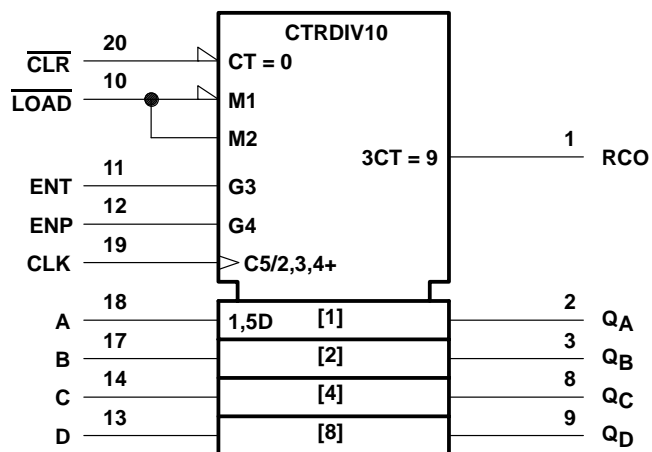 CTRDIV10
20
CLR
CT = 0
10
LOAD
M1
M2
1
3CT = 9
RCO
11
ENT
G3
12
ENP
G4
19
CLK
C5/2,3,4+
18
A
1,5D
[1]
2
QA
17
B
[2]
3
QB
14
C
[4]
8
QC
13
D
[8]
9
QD